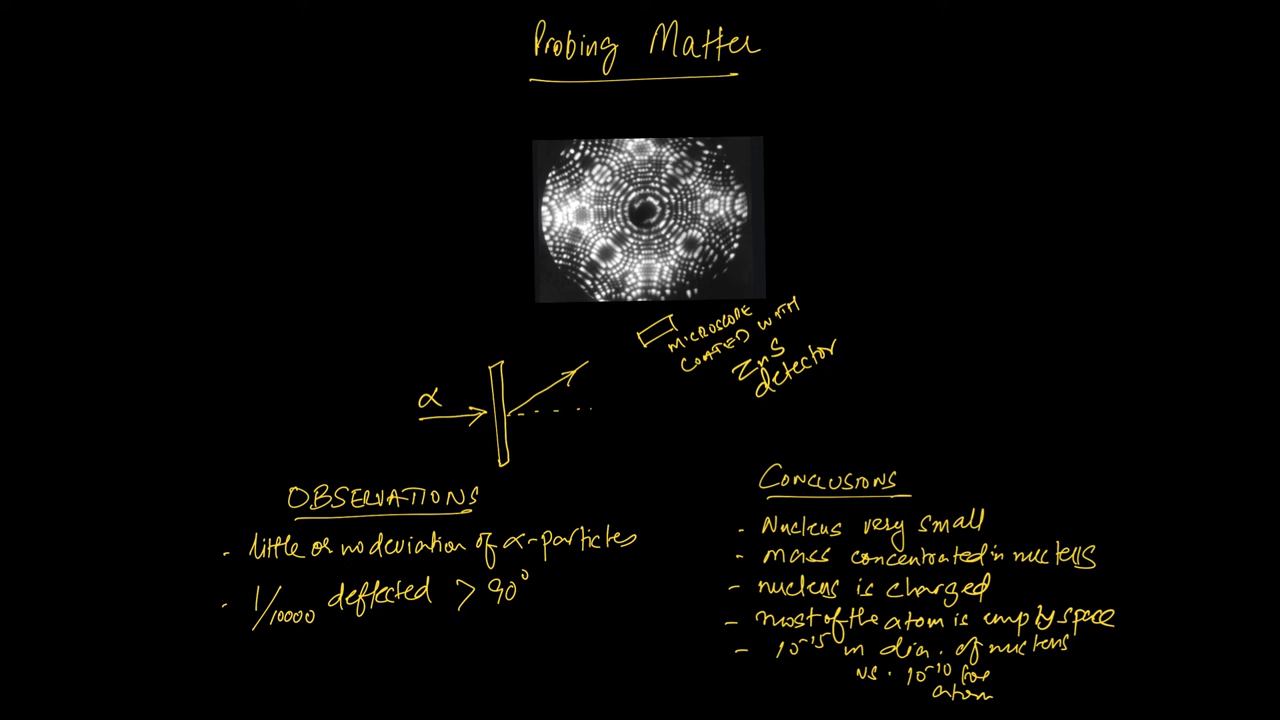 Probing Matter
MICROSCOPE
COATED WITH
ZnS
detector
α
OBSERVATIONS
- little or no deviation of α-particles
- 1/10000 deflected > 90°
CONCLUSIONS
- Nucleus very small
- mass concentrated in nucleus
- nucleus is charged
- most of the atom is empty space
- 10⁻¹⁵ m dia. of nucleus
vs. 10⁻¹⁰ for
atom